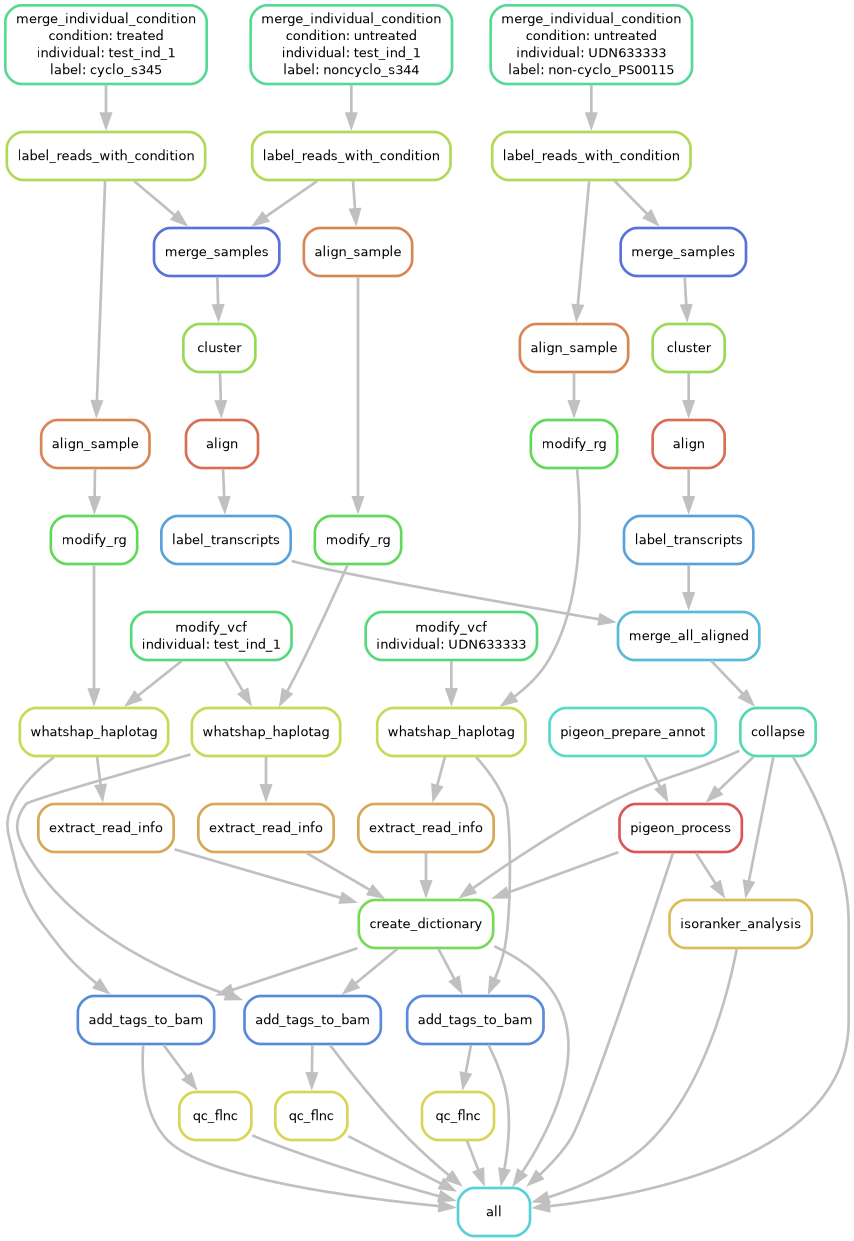 merge_individual_condition
condition: treated
individual: test_ind_1
label: cyclo_s345
merge_individual_condition
condition: untreated
individual: test_ind_1
label: noncyclo_s344
merge_individual_condition
condition: untreated
individual: UDN633333
label: non-cyclo_PS00115
label_reads_with_condition
label_reads_with_condition
label_reads_with_condition
merge_samples
align_sample
merge_samples
cluster
align_sample
cluster
align_sample
align
modify_rg
align
modify_rg
label_transcripts
modify_rg
label_transcripts
modify_vcf
individual: test_ind_1
modify_vcf
individual: UDN633333
merge_all_aligned
whatshap_haplotag
whatshap_haplotag
whatshap_haplotag
pigeon_prepare_annot
collapse
extract_read_info
extract_read_info
extract_read_info
pigeon_process
create_dictionary
isoranker_analysis
add_tags_to_bam
add_tags_to_bam
add_tags_to_bam
qc_flnc
qc_flnc
qc_flnc
all